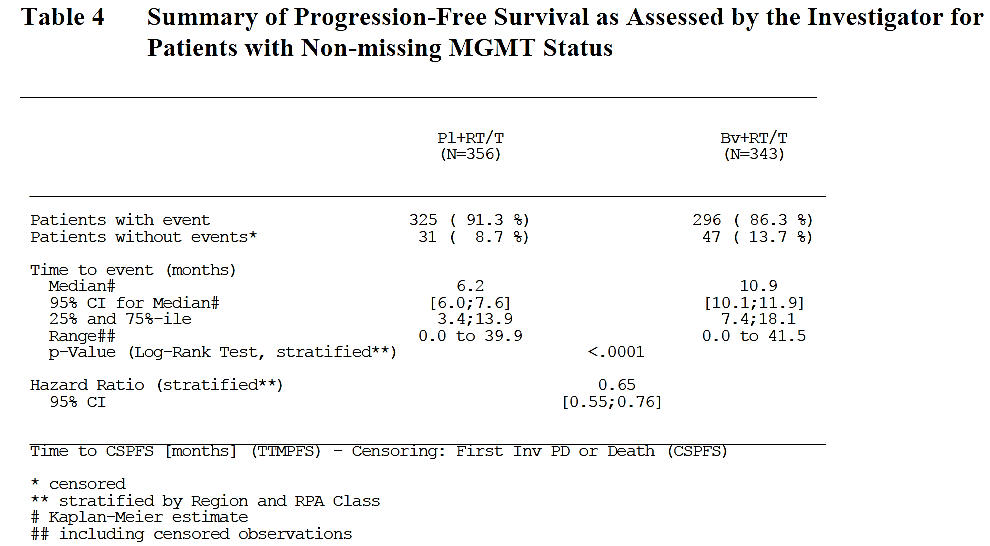 Table 4 Summary of Progression-Free Survival as Assessed by the Investigator for
Patients with Non-missing MGMT Status
Pl+RT/T Bv+RT/T
(N=356) (N=343)
Patients with event 325 ( 91.3 %) 296 ( 86.3 %)
Patients without events* 31 ( 8.7 %) 47 ( 13.7 %)
Time to event (months)
Median# 6.2 10.9
95% CI for Median# [6.0;7.6] [10.1;11.9]
25% and 75%-ile 3.4;13.9 7.4;18.1
Range## 0.0 to 39.9 0.0 to 41.5
p-Value (Log-Rank Test, stratified**) <.0001
Hazard Ratio (stratified**) 0.65
95% CI [0.55;0.76]
Time to CSPFS [months] (TTMPFS) - Censoring: First Inv PD or Death (CSPFS)
* censored
** stratified by Region and RPA Class
# Kaplan-Meier estimate
## including censored observations